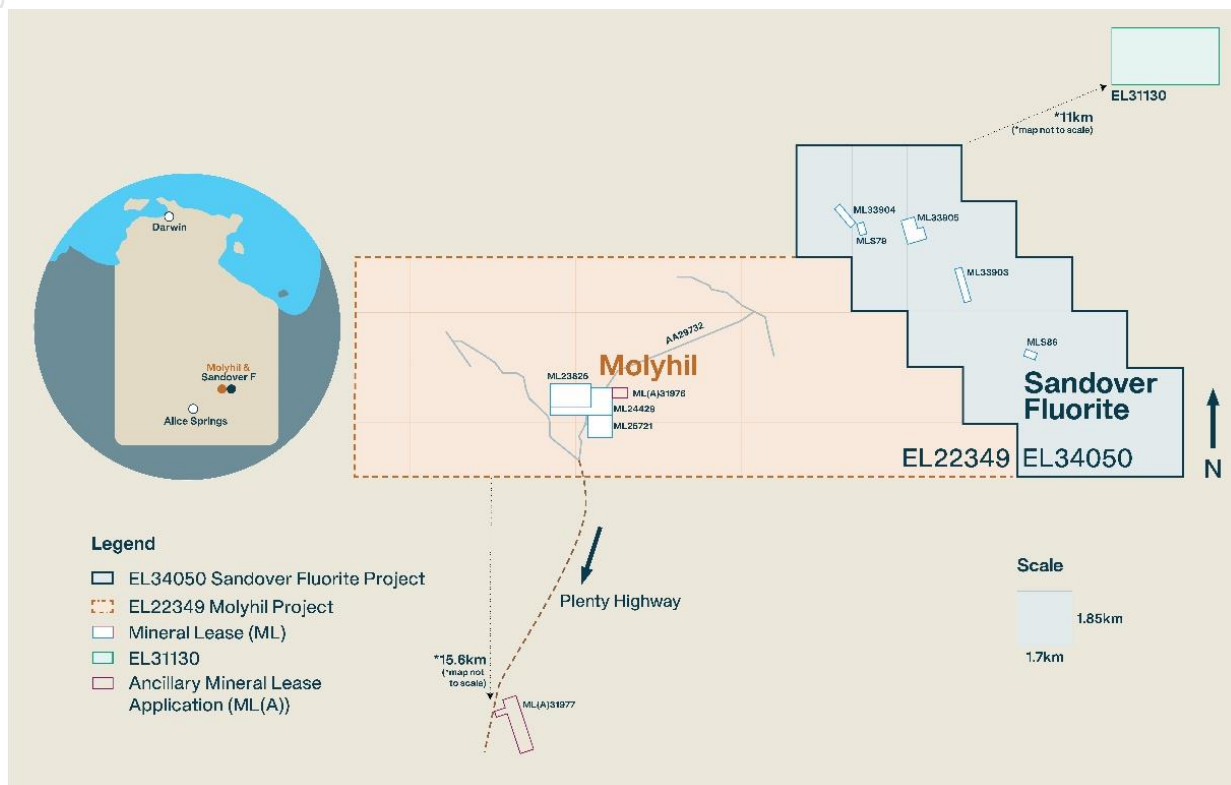 EL31130
*11km
(*map not to scale)
ML33904
MLS79
ML33905
ML33903
MLS86
Sandover
Fluorite
EL34050
N
Darwin
Molyhil &
Sandover F
Alice Springs
AA29732
Molyhil
ML23825
ML(A)31976
ML24429
ML25721
EL22349
Plenty Highway
*15.6km
(*map not
to scale)
ML(A)31977
Legend
EL34050 Sandover Fluorite Project
EL22349 Molyhil Project
Mineral Lease (ML)
EL31130
Ancillary Mineral Lease
Application (ML(A))
Scale
1.85km
1.7km